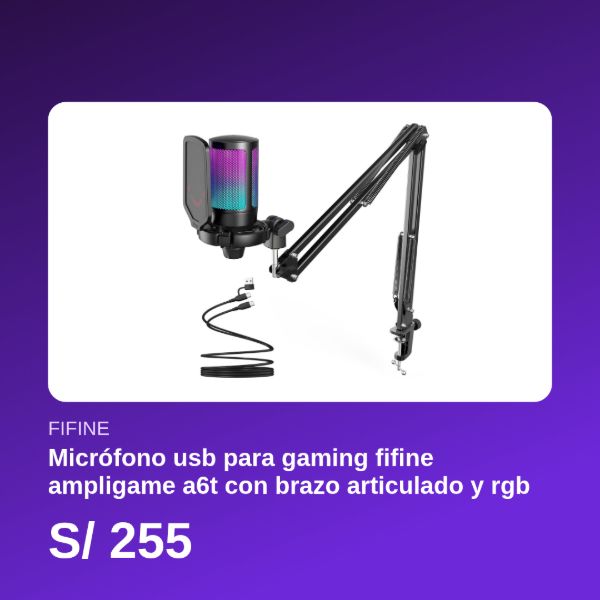 FIFINE
Micrófono usb para gaming fifine
ampligame a6t con brazo articulado y rgb
S/ 255